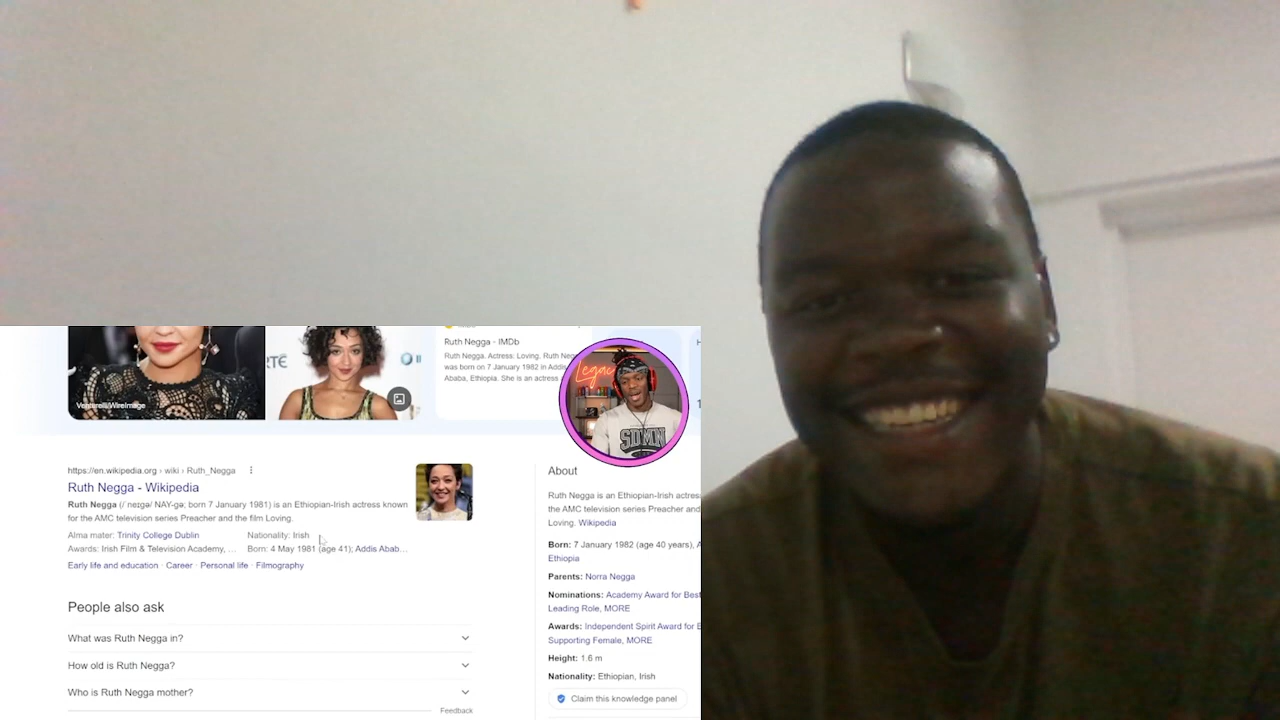 Ruth Negga - IMDb
Ruth Negga. Actress: Loving. Ruth Neg
was born on 7 January 1982 in Addis
Ababa, Ethiopia. She is an actress
Venturelli/WireImage
Legac
SDMN
https://en.wikipedia.org › wiki › Ruth_Negga
Ruth Negga - Wikipedia
Ruth Negga (/ˈneɪɡə/ NAY-gə; born 7 January 1981) is an Ethiopian-Irish actress known
for the AMC television series Preacher and the film Loving.
Alma mater: Trinity College Dublin
Nationality: Irish
Awards: Irish Film & Television Academy, ...
Born: 4 May 1981 (age 41); Addis Abab...
Early life and education · Career · Personal life · Filmography
People also ask
What was Ruth Negga in?
How old is Ruth Negga?
Who is Ruth Negga mother?
Feedback
About
Ruth Negga is an Ethiopian-Irish actres
the AMC television series Preacher and
Loving. Wikipedia
Born: 7 January 1982 (age 40 years), A
Ethiopia
Parents: Norra Negga
Nominations: Academy Award for Best
Leading Role, MORE
Awards: Independent Spirit Award for B
Supporting Female, MORE
Height: 1.6 m
Nationality: Ethiopian, Irish
Claim this knowledge panel